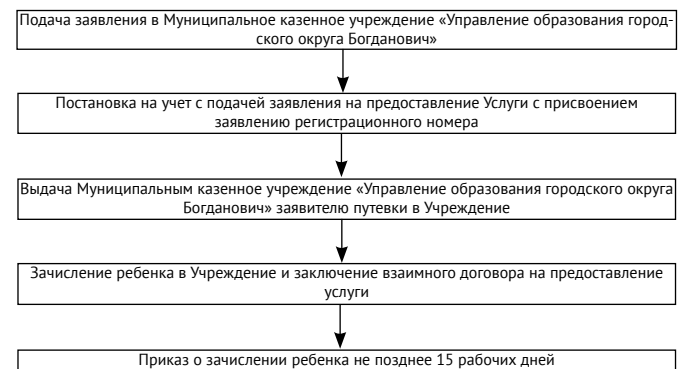 Подача заявления в Муниципальное казенное учреждение «Управление образования город-
ского округа Богданович»
Постановка на учет с подачей заявления на предоставление Услуги с присвоением
заявлению регистрационного номера
Выдача Муниципальным казенное учреждение «Управление образования городского округа
Богданович» заявителю путевки в Учреждение
Зачисление ребенка в Учреждение и заключение взаимного договора на предоставление
услуги
Приказ о зачислении ребенка не позднее 15 рабочих дней